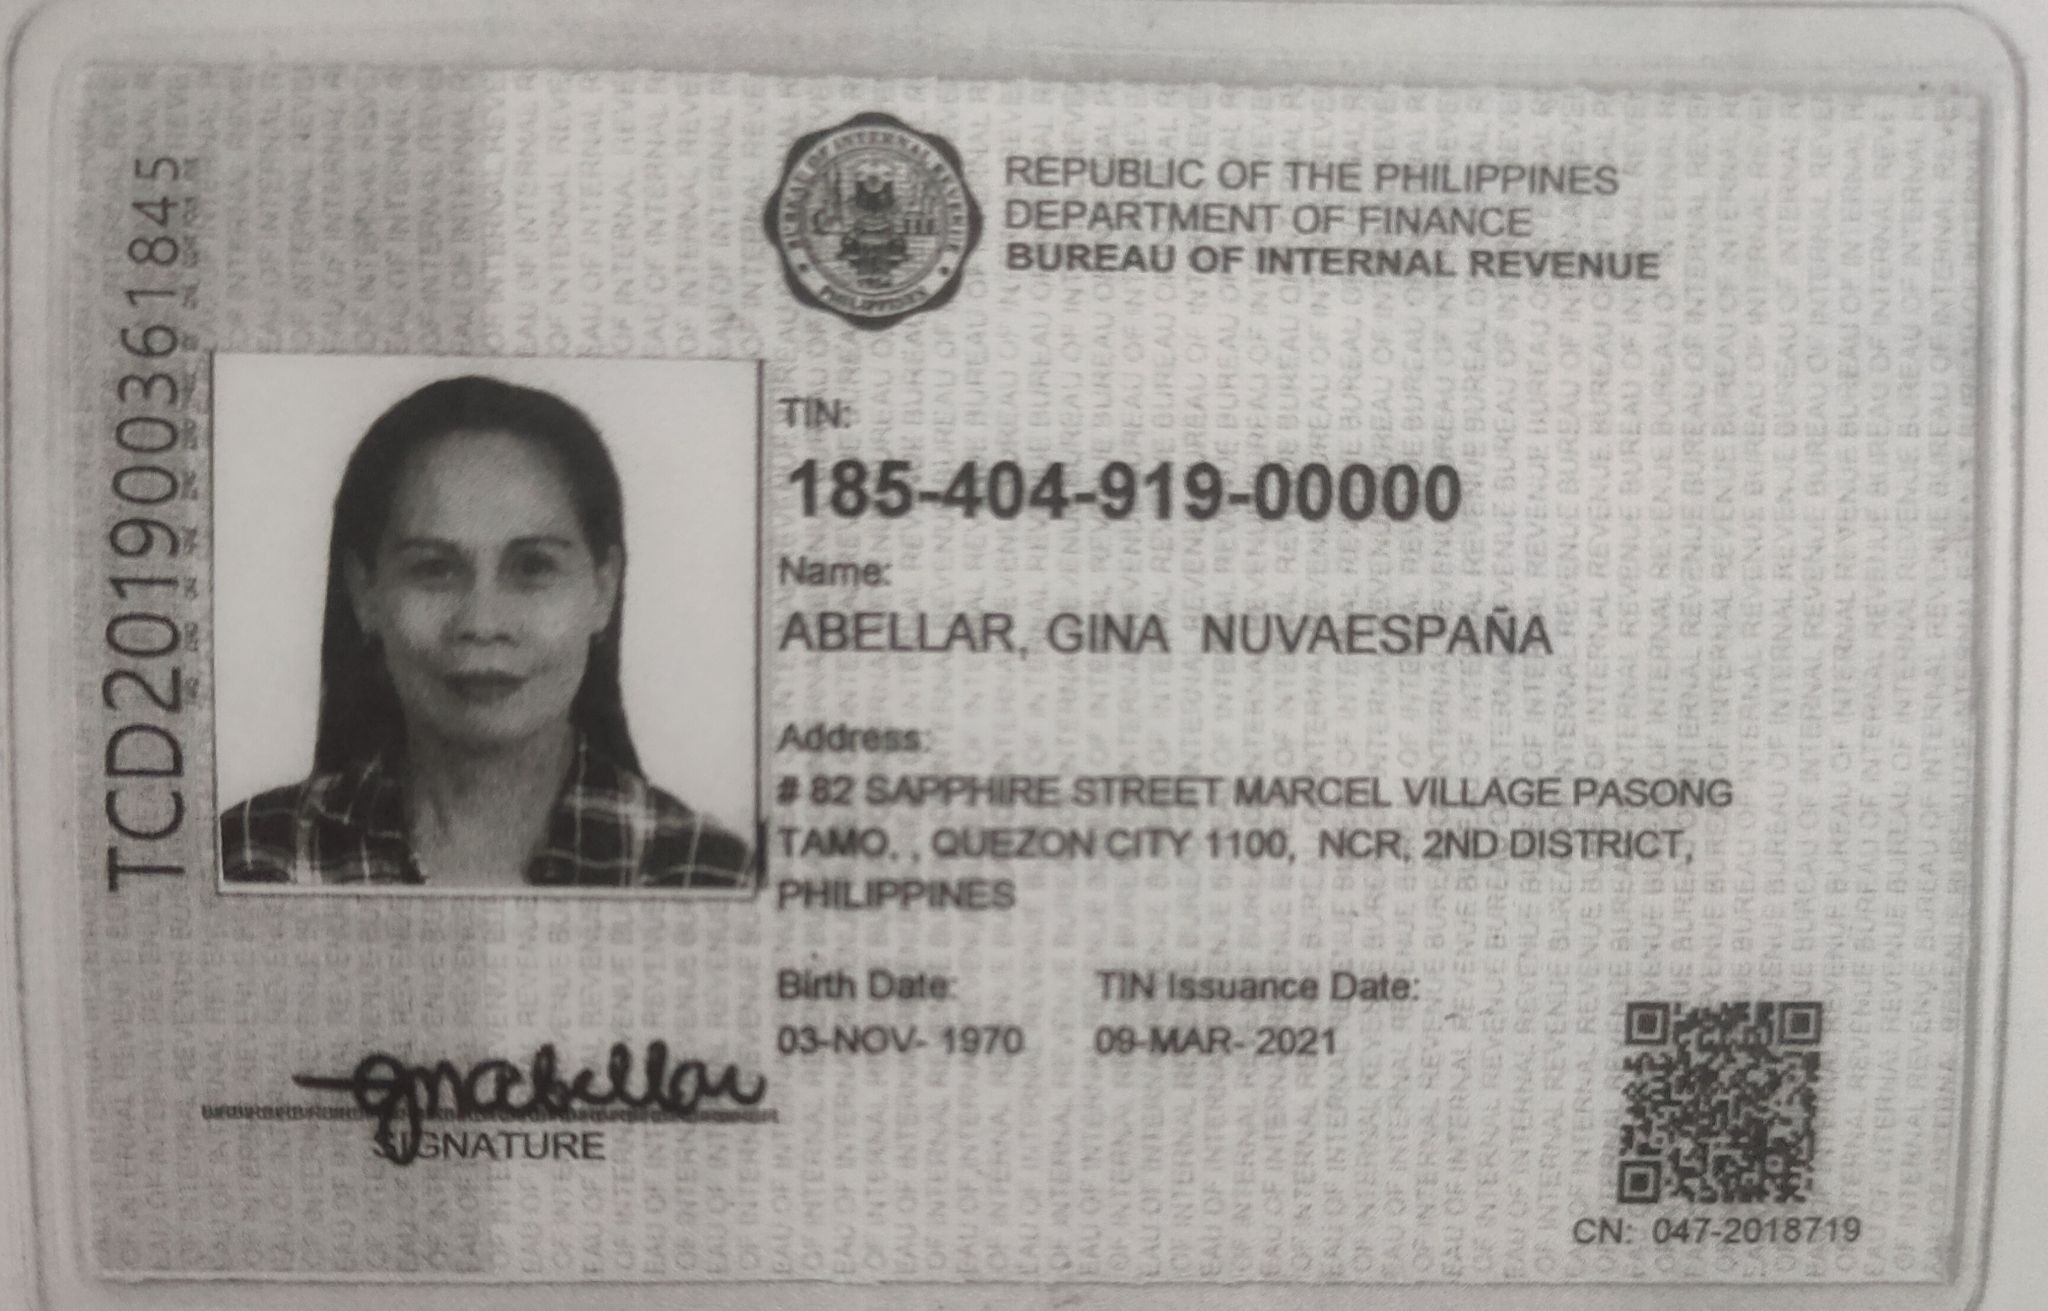 TCD201900361845
REPUBLIC OF THE PHILIPPINES
DEPARTMENT OF FINANCE
BUREAU OF INTERNAL REVENUE
BUREAU OF INTERNAL REVENUE
PHILIPPINES
TIN:
185-404-919-00000
Name:
ABELLAR, GINA NUVAESPAÑA
Address:
# 82 SAPPHIRE STREET MARCEL VILLAGE PASONG
TAMO, , QUEZON CITY 1100, NCR, 2ND DISTRICT,
PHILIPPINES
Birth Date:
03-NOV- 1970
TIN Issuance Date:
09-MAR- 2021
gnabellar
SIGNATURE
CN: 047-2018719